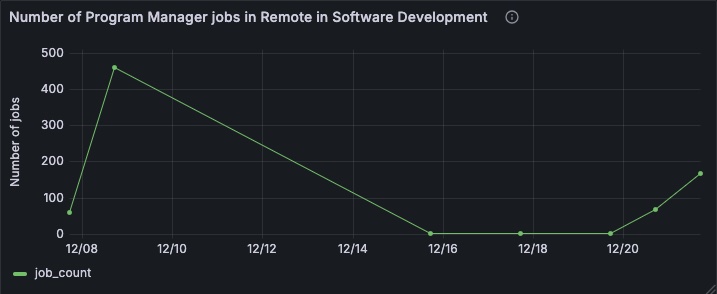 Number of Program Manager jobs in Remote in Software Development
500
400
300
200
100
0
Number of jobs
12/08 12/10 12/12 12/14 12/16 12/18 12/20
job_count